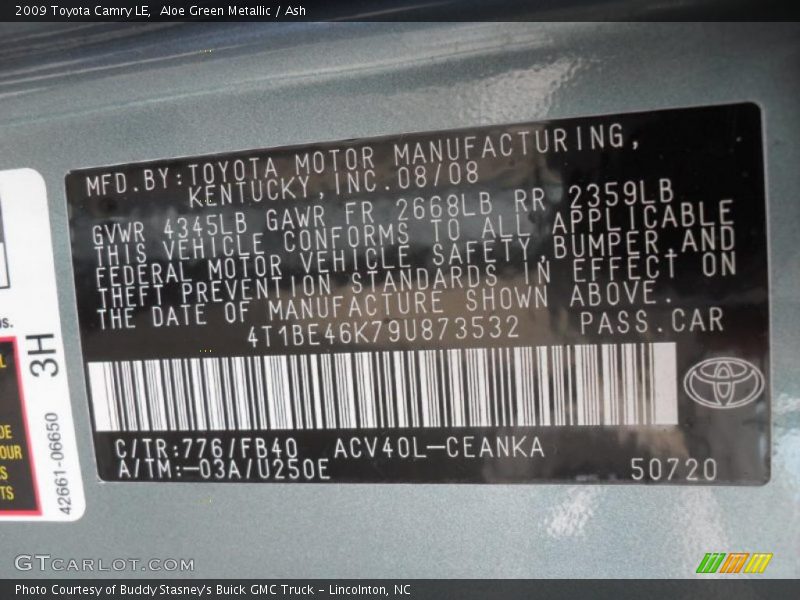 2009 Toyota Camry LE,  Aloe Green Metallic / Ash
MFD.BY:TOYOTA MOTOR MANUFACTURING,
KENTUCKY,INC.08/08
GVWR 4345LB GAWR FR 2668LB RR 2359LB
THIS VEHICLE CONFORMS TO ALL APPLICABLE
FEDERAL MOTOR VEHICLE SAFETY,BUMPER,AND
THEFT PREVENTION STANDARDS IN EFFECT ON
THE DATE OF MANUFACTURE SHOWN ABOVE.
4T1BE46K79U873532 PASS.CAR
C/TR:776/FB40 ACV40L-CEANKA
A/TM:-03A/U250E 50720
3H
42661-06650
GTCARLOT.COM
Photo Courtesy of Buddy Stasney's Buick GMC Truck - Lincolnton, NC